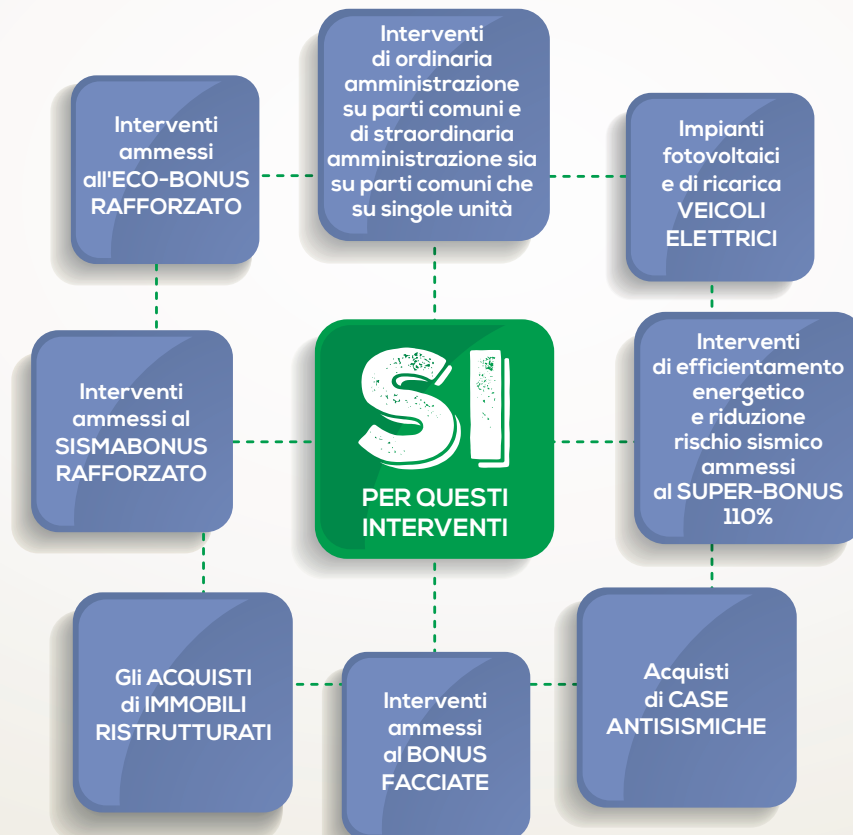 Interventi
di ordinaria
amministrazione
su parti comuni e
di straordinaria
amministrazione sia
su parti comuni che
su singole unità
Interventi
ammessi
all'ECO-BONUS
RAFFORZATO
Impianti
fotovoltaici
e di ricarica
VEICOLI
ELETTRICI
Interventi
ammessi al
SISMABONUS
RAFFORZATO
SI
PER QUESTI
INTERVENTI
Interventi
di efficientamento
energetico
e riduzione
rischio sismico
ammessi
al SUPER-BONUS
110%
Gli ACQUISTI
di IMMOBILI
RISTRUTTURATI
Interventi
ammessi
al BONUS
FACCIATE
Acquisti
di CASE
ANTISISMICHE